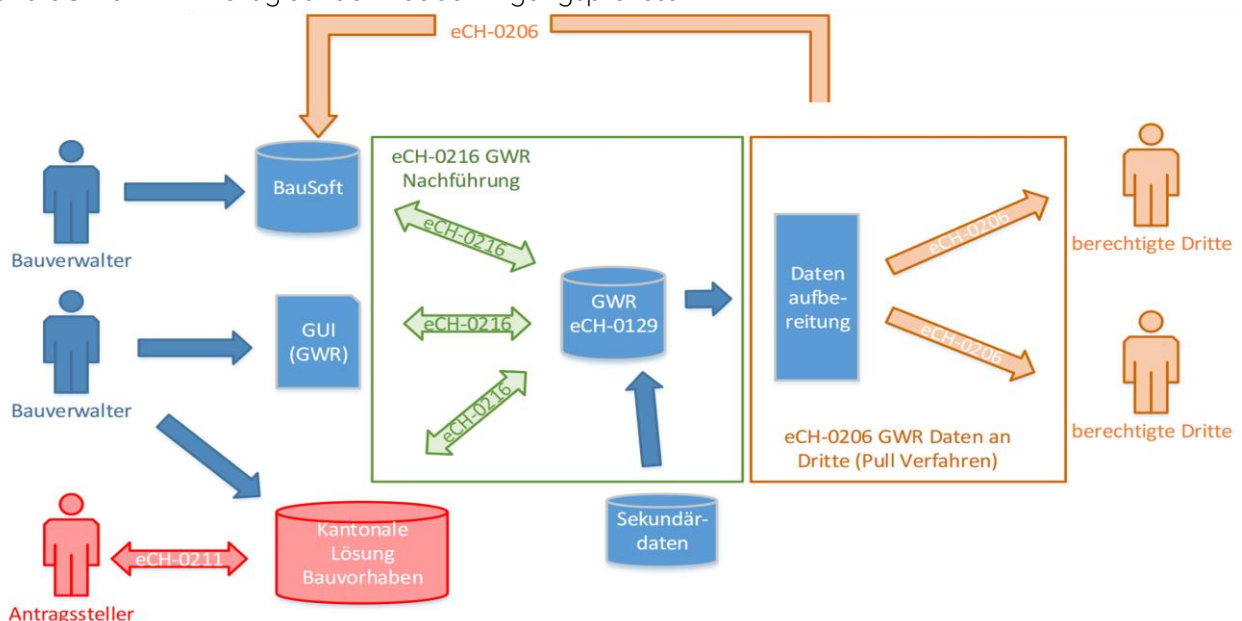 eCH-0206
eCH-0216 GWR
Nachführung
BauSoft
Bauverwalter
eCH-0216
GUI
(GWR)
eCH-0216
GWR
eCH-0129
Bauverwalter
eCH-0216
Daten
aufbe-
reitung
eCH-0206
berechtigte Dritte
eCH-0206
berechtigte Dritte
eCH-0206 GWR Daten an
Dritte (Pull Verfahren)
Sekundär-
daten
eCH-0211
Kantonale
Lösung
Bauvorhaben
Antragssteller